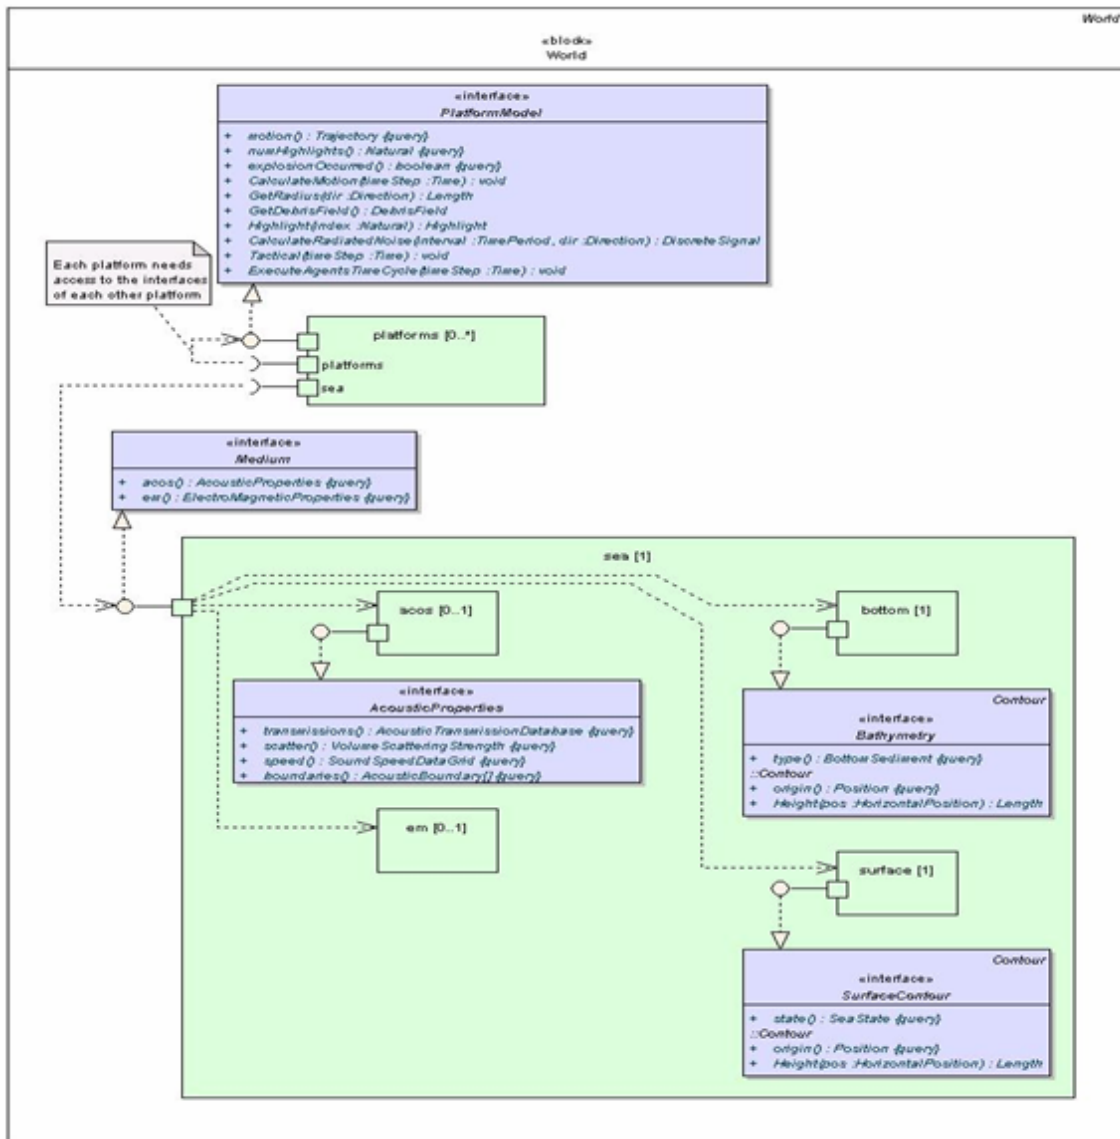 World
«block»
World
«interface»
PlatformModel
+ motion() : Trajectory {query}
+ numHighlights() : Natural {query}
+ explosionOccurred() : boolean {query}
+ CalculateMotion(timeStep :Time) : void
+ GetRadius(dir :Direction) : Length
+ GetDebrisField() : DebrisField
+ Highlight(index :Natural) : Highlight
+ CalculateRadiatedNoise(interval :TimePeriod, dir :Direction) : DiscreteSignal
+ Tactical(timeStep :Time) : void
+ ExecuteAgentsTimeCycle(timeStep :Time) : void
Each platform needs
access to the interfaces
of each other platform
platforms [0..*]
platforms
sea
«interface»
Medium
+ acos() : AcousticProperties {query}
+ em() : ElectroMagneticProperties {query}
sea [1]
acos [0..1]
bottom [1]
«interface»
AcousticProperties
+ transmissions() : AcousticTransmissionDatabase {query}
+ scatter() : VolumeScatteringStrength {query}
+ speed() : SoundSpeedDataGrid {query}
+ boundaries() : AcousticBoundary[] {query}
Contour
«interface»
Bathymetry
+ type() : BottomSediment {query}
::Contour
+ origin() : Position {query}
+ Height(pos :HorizontalPosition) : Length
em [0..1]
surface [1]
Contour
«interface»
SurfaceContour
+ state() : SeaState {query}
::Contour
+ origin() : Position {query}
+ Height(pos :HorizontalPosition) : Length